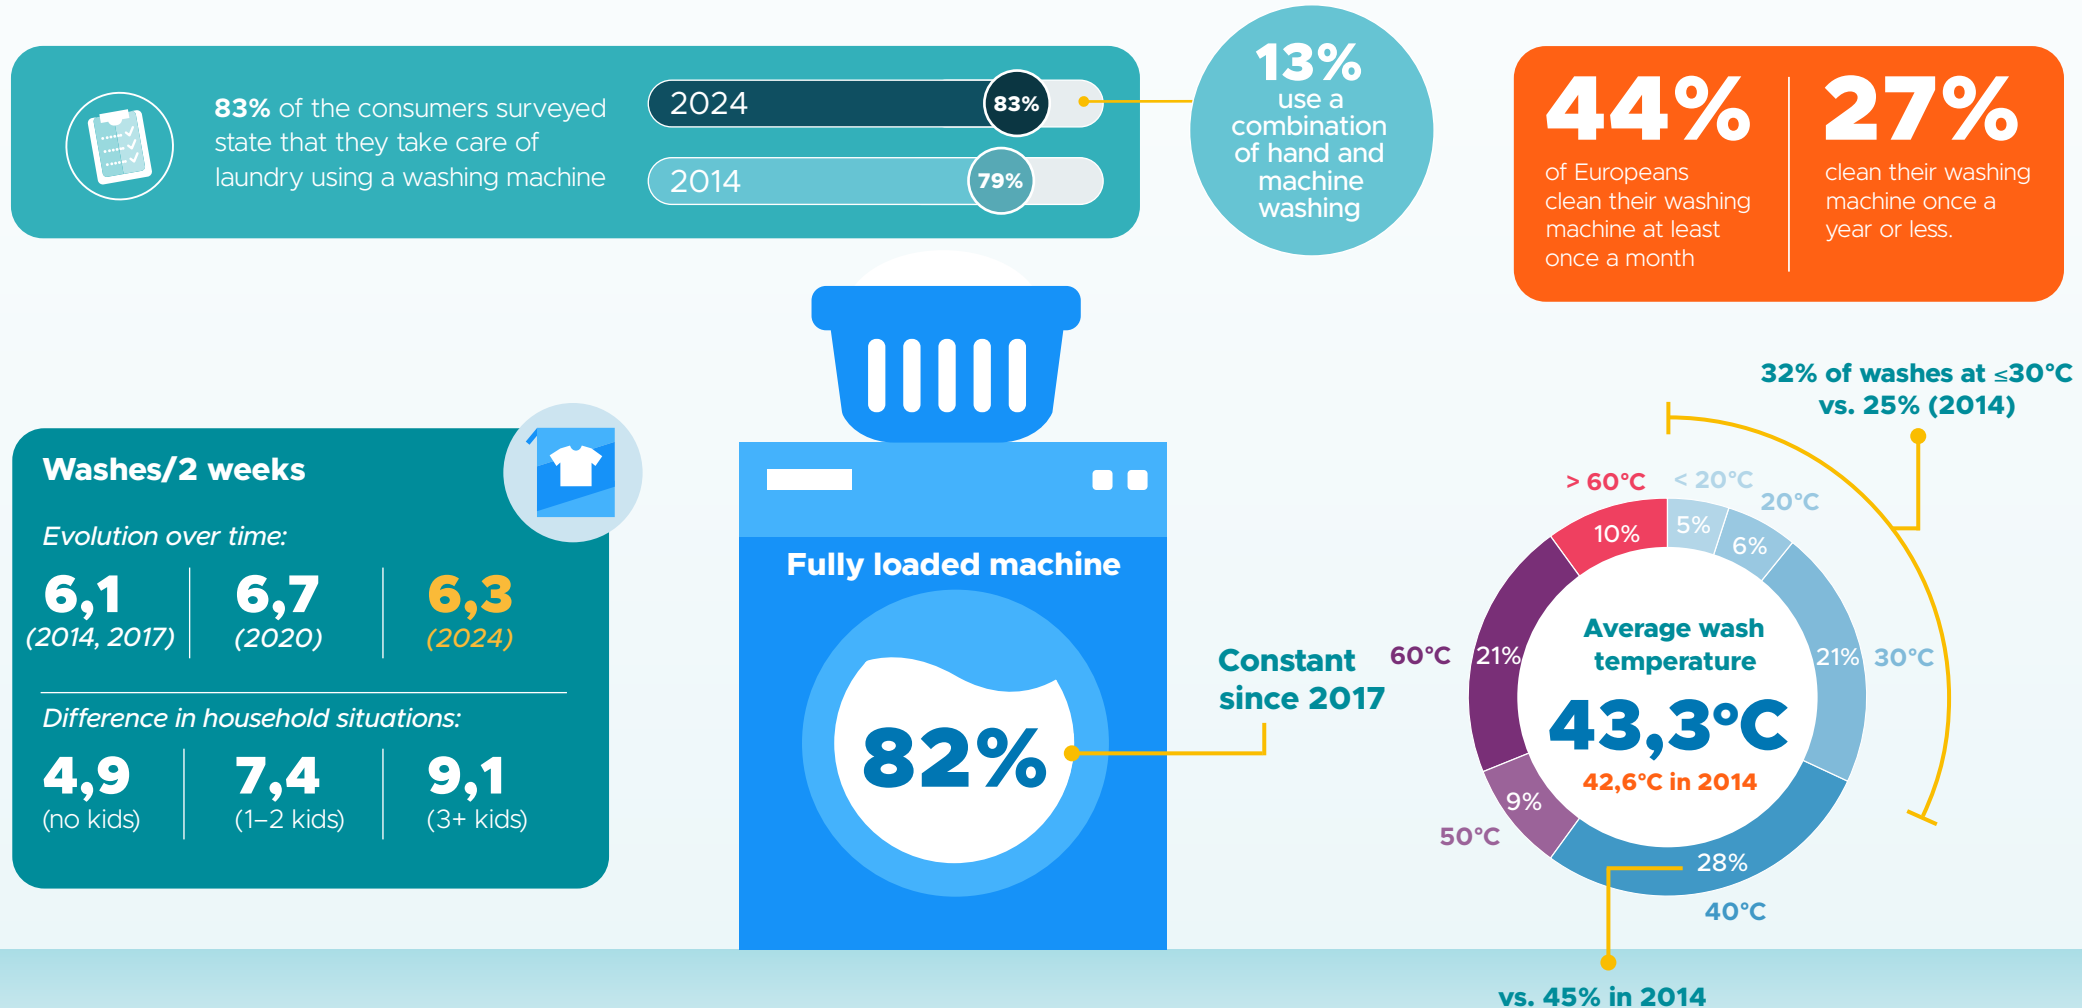 83% of the consumers surveyed
state that they take care of
laundry using a washing machine
2024
83%
2014
79%
13%
use a
combination
of hand and
machine
washing
44%
of Europeans
clean their washing
machine at least
once a month
27%
clean their washing
machine once a
year or less.
Washes/2 weeks
Evolution over time:
6,1
(2014, 2017)
6,7
(2020)
6,3
(2024)
Difference in household situations:
4,9
(no kids)
7,4
(1–2 kids)
9,1
(3+ kids)
Fully loaded machine
82%
Constant
since 2017
32% of washes at ≤30°C
vs. 25% (2014)
> 60°C
10%
< 20°C
5%
20°C
6%
60°C
21%
21%
30°C
Average wash
temperature
43,3°C
42,6°C in 2014
9%
50°C
28%
40°C
vs. 45% in 2014